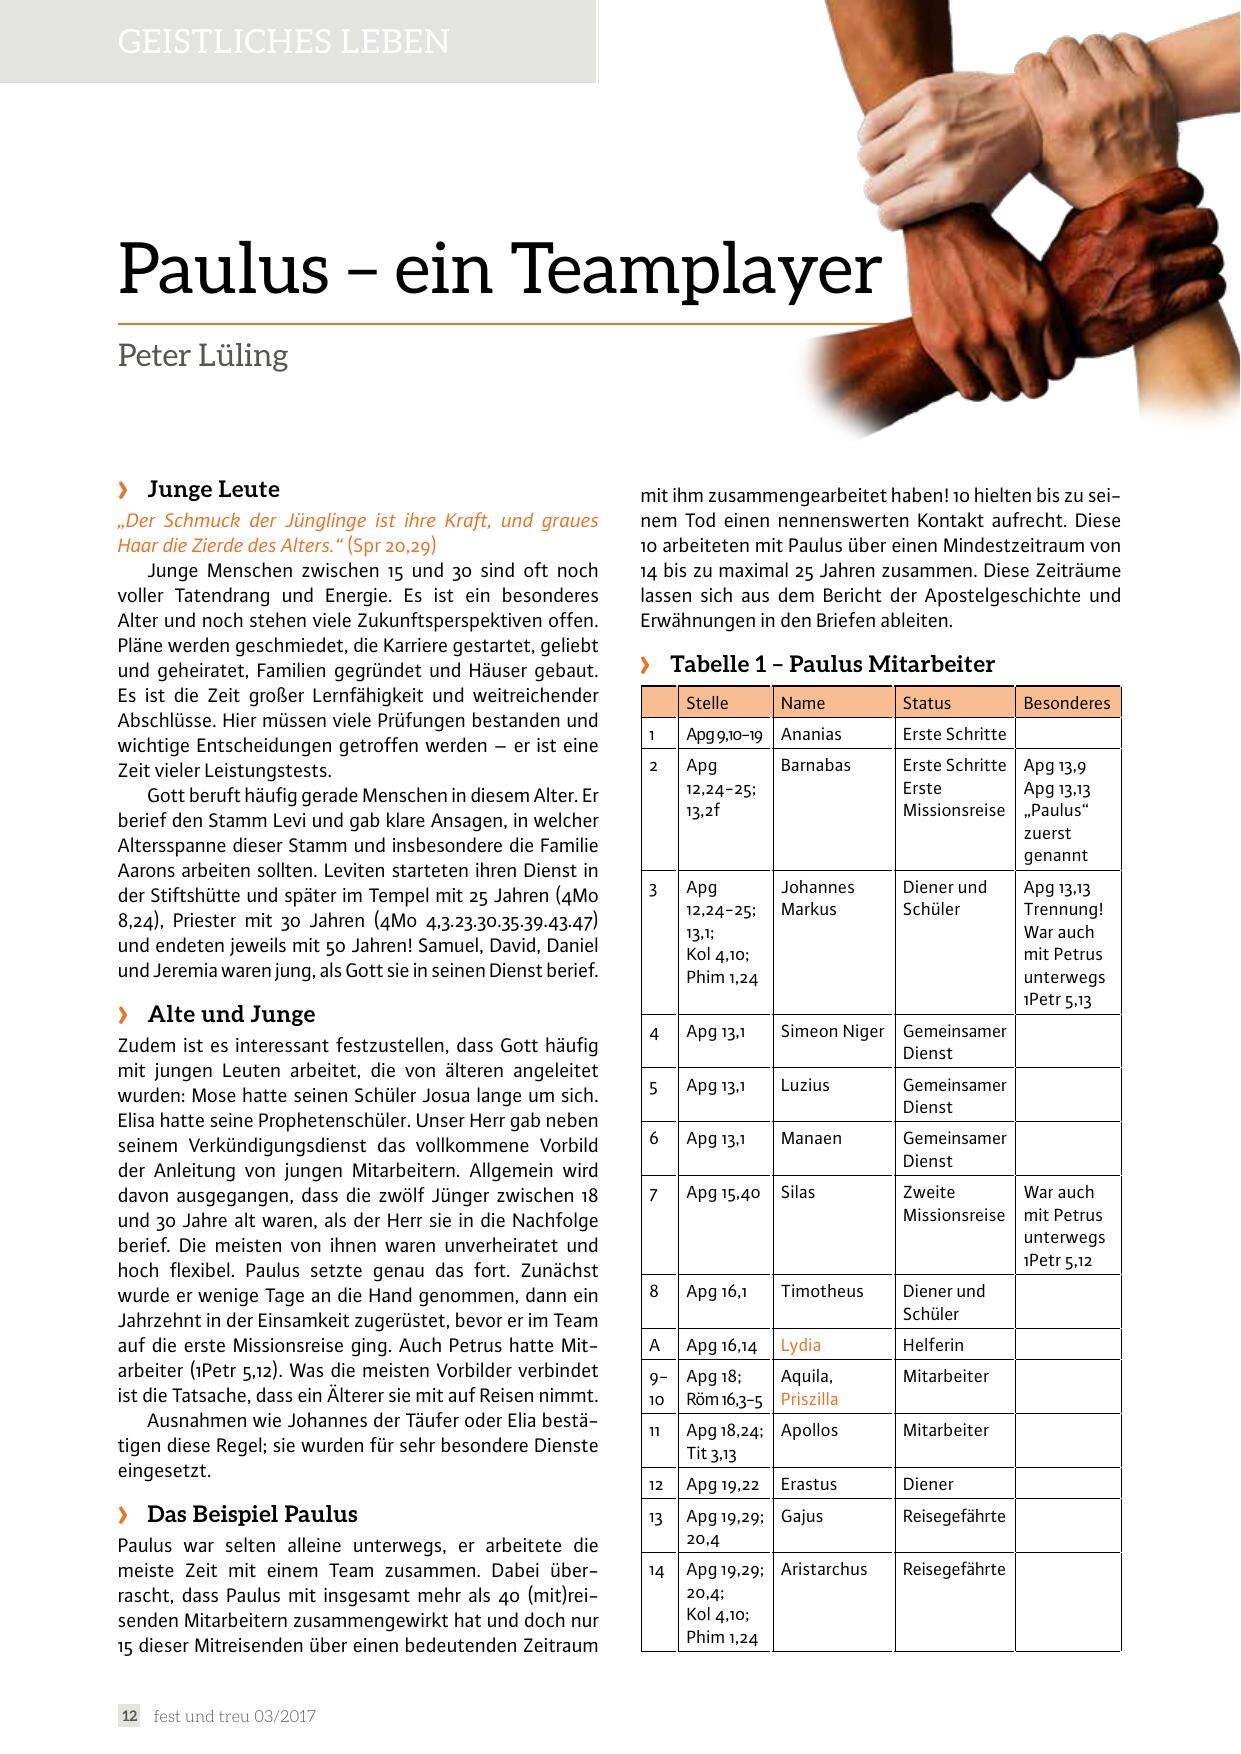 GEISTLICHES LEBEN
Paulus – ein Teamplayer
Peter Lüling
Junge Leute
„Der Schmuck der Jünglinge ist ihre Kraft, und graues
Haar die Zierde des Alters.“ (Spr 20,29)
Junge Menschen zwischen 15 und 30 sind oft noch
voller Tatendrang und Energie. Es ist ein besonderes
Alter und noch stehen viele Zukunftsperspektiven offen.
Pläne werden geschmiedet, die Karriere gestartet, geliebt
und geheiratet, Familien gegründet und Häuser gebaut.
Es ist die Zeit großer Lernfähigkeit und weitreichender
Abschlüsse. Hier müssen viele Prüfungen bestanden und
wichtige Entscheidungen getroffen werden – er ist eine
Zeit vieler Leistungstests.
Gott beruft häufig gerade Menschen in diesem Alter. Er
berief den Stamm Levi und gab klare Ansagen, in welcher
Altersspanne dieser Stamm und insbesondere die Familie
Aarons arbeiten sollten. Leviten starteten ihren Dienst in
der Stiftshütte und später im Tempel mit 25 Jahren (4Mo
8,24), Priester mit 30 Jahren (4Mo 4,3.23.30.35.39.43.47)
und endeten jeweils mit 50 Jahren! Samuel, David, Daniel
und Jeremia waren jung, als Gott sie in seinen Dienst berief.
Alte und Junge
Zudem ist es interessant festzustellen, dass Gott häufig
mit jungen Leuten arbeitet, die von älteren angeleitet
wurden: Mose hatte seinen Schüler Josua lange um sich.
Elisa hatte seine Prophetenschüler. Unser Herr gab neben
seinem Verkündigungsdienst das vollkommene Vorbild
der Anleitung von jungen Mitarbeitern. Allgemein wird
davon ausgegangen, dass die zwölf Jünger zwischen 18
und 30 Jahre alt waren, als der Herr sie in die Nachfolge
berief. Die meisten von ihnen waren unverheiratet und
hoch flexibel. Paulus setzte genau das fort. Zunächst
wurde er wenige Tage an die Hand genommen, dann ein
Jahrzehnt in der Einsamkeit zugerüstet, bevor er im Team
auf die erste Missionsreise ging. Auch Petrus hatte Mit-
arbeiter (1Petr 5,12). Was die meisten Vorbilder verbindet
ist die Tatsache, dass ein Älterer sie mit auf Reisen nimmt.
Ausnahmen wie Johannes der Täufer oder Elia bestä-
tigen diese Regel; sie wurden für sehr besondere Dienste
eingesetzt.
Das Beispiel Paulus
Paulus war selten alleine unterwegs, er arbeitete die
meiste Zeit mit einem Team zusammen. Dabei über-
rascht, dass Paulus mit insgesamt mehr als 40 (mit)rei-
senden Mitarbeitern zusammengewirkt hat und doch nur
15 dieser Mitreisenden über einen bedeutenden Zeitraum
mit ihm zusammengearbeitet haben! 10 hielten bis zu sei-
nem Tod einen nennenswerten Kontakt aufrecht. Diese
10 arbeiteten mit Paulus über einen Mindestzeitraum von
14 bis zu maximal 25 Jahren zusammen. Diese Zeiträume
lassen sich aus dem Bericht der Apostelgeschichte und
Erwähnungen in den Briefen ableiten.
Tabelle 1 – Paulus Mitarbeiter
Stelle Name Status Besonderes
1 Apg 9,10–19 Ananias Erste Schritte
2 Apg Barnabas Erste Schritte Apg 13,9
12,24–25; Erste Apg 13,13
13,2f Missionsreise „Paulus“
zuerst
genannt
3 Apg Johannes Diener und Apg 13,13
12,24–25; Markus Schüler Trennung!
13,1; War auch
Kol 4,10; mit Petrus
Phim 1,24 unterwegs
1Petr 5,13
4 Apg 13,1 Simeon Niger Gemeinsamer
Dienst
5 Apg 13,1 Luzius Gemeinsamer
Dienst
6 Apg 13,1 Manaen Gemeinsamer
Dienst
7 Apg 15,40 Silas Zweite War auch
Missionsreise mit Petrus
unterwegs
1Petr 5,12
8 Apg 16,1 Timotheus Diener und
Schüler
A Apg 16,14 Lydia Helferin
9– Apg 18; Aquila, Mitarbeiter
10 Röm 16,3–5 Priszilla
11 Apg 18,24; Apollos Mitarbeiter
Tit 3,13
12 Apg 19,22 Erastus Diener
13 Apg 19,29; Gajus Reisegefährte
20,4
14 Apg 19,29; Aristarchus Reisegefährte
20,4;
Kol 4,10;
Phim 1,24
12 fest und treu 03/2017